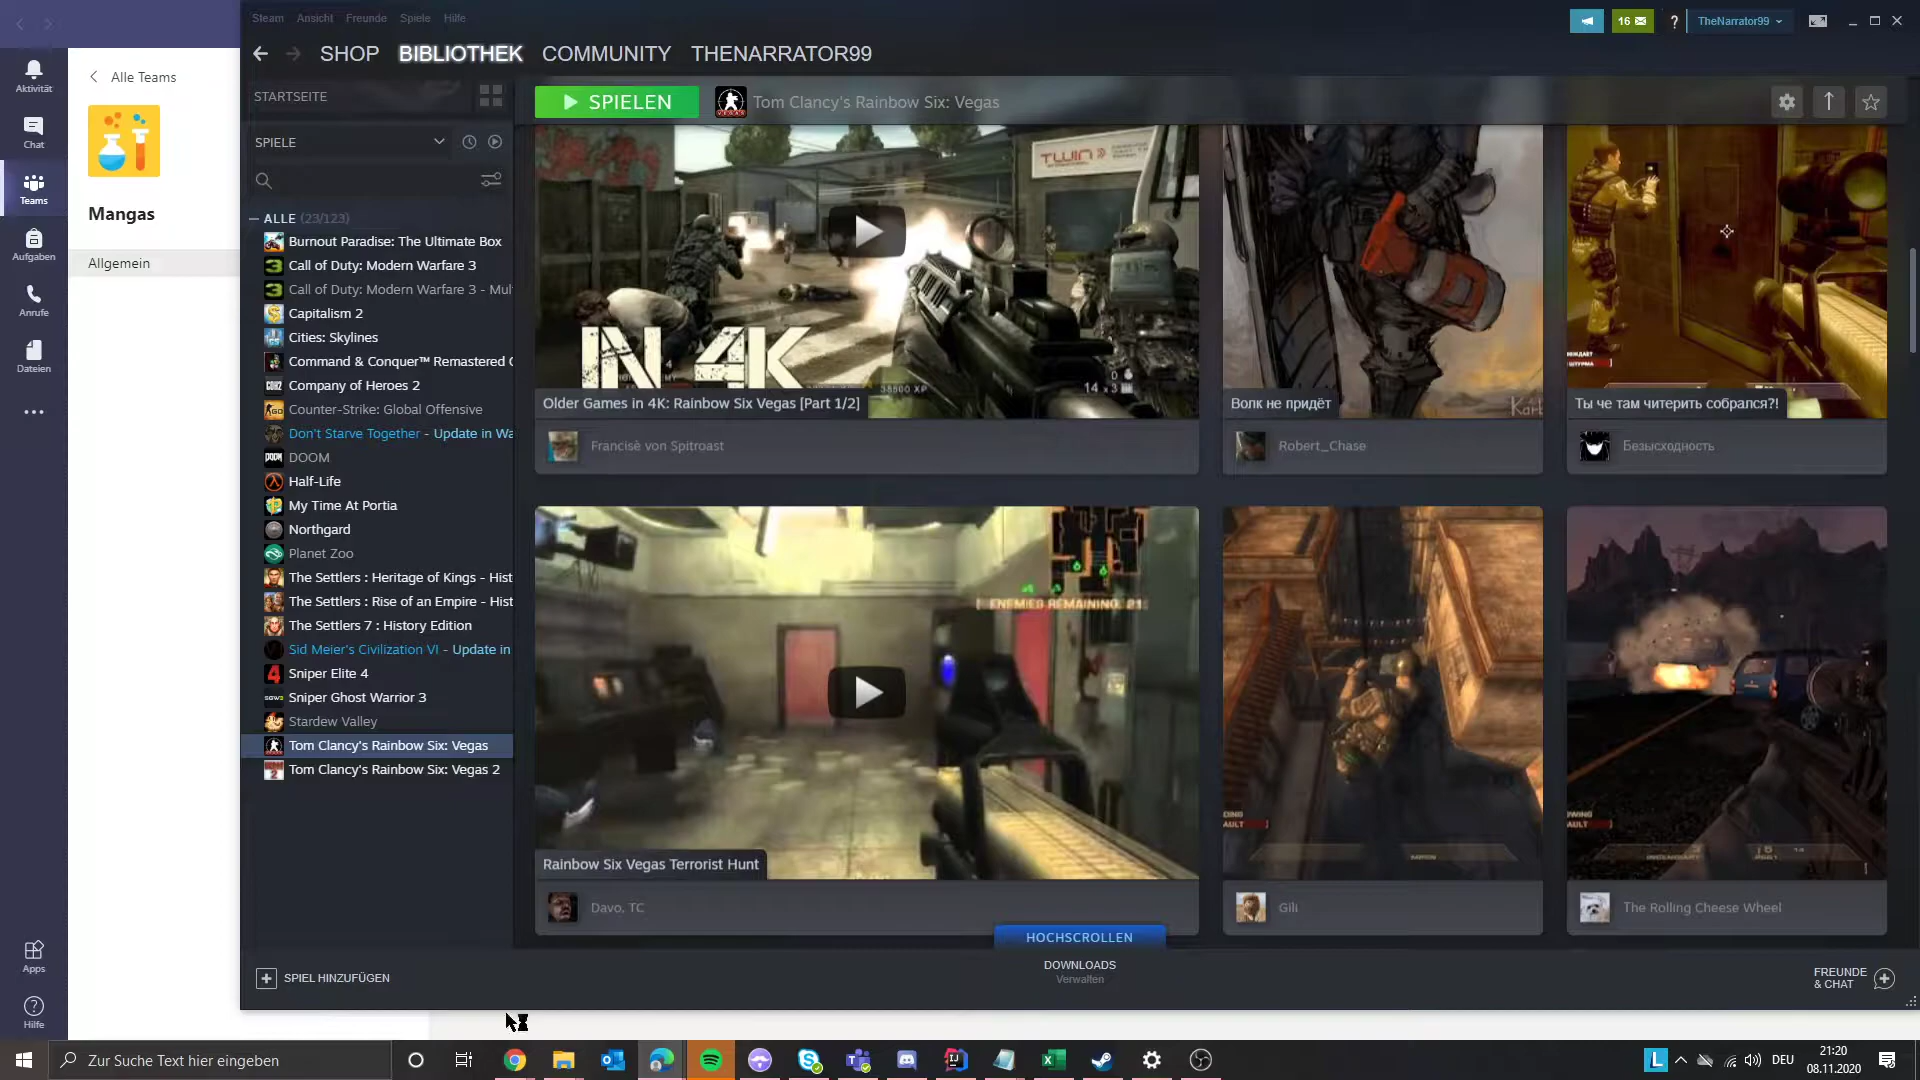 Steam Ansicht Freunde Spiele Hilfe
16
?
TheNarrator99
SHOP BIBLIOTHEK COMMUNITY THENARRATOR99
Aktivität
Chat
Teams
Aufgaben
Anrufe
Dateien
Apps
Hilfe
Alle Teams
Mangas
Allgemein
STARTSEITE
SPIELE
ALLE (23/123)
Burnout Paradise: The Ultimate Box
Call of Duty: Modern Warfare 3
Call of Duty: Modern Warfare 3 - Mul
Capitalism 2
Cities: Skylines
Command & Conquer™ Remastered C
Company of Heroes 2
Counter-Strike: Global Offensive
Don't Starve Together - Update in Wa
DOOM
Half-Life
My Time At Portia
Northgard
Planet Zoo
The Settlers : Heritage of Kings - Hist
The Settlers : Rise of an Empire - Hist
The Settlers 7 : History Edition
Sid Meier's Civilization VI - Update in
Sniper Elite 4
Sniper Ghost Warrior 3
Stardew Valley
Tom Clancy's Rainbow Six: Vegas
Tom Clancy's Rainbow Six: Vegas 2
SPIELEN
Tom Clancy's Rainbow Six: Vegas
TWIN
IN 4K
14 x 3
Older Games in 4K: Rainbow Six Vegas [Part 1/2]
Francisè von Spitroast
Волк не придёт
Robert_Chase
Ты че там читерить собрался?!
Безысходность
ENEMIES REMAINING: 21
Rainbow Six Vegas Terrorist Hunt
Davo, TC
Gili
The Rolling Cheese Wheel
HOCHSCROLLEN
SPIEL HINZUFÜGEN
DOWNLOADS
Verwalten
FREUNDE
& CHAT
Zur Suche Text hier eingeben
L
DEU
21:20
08.11.2020